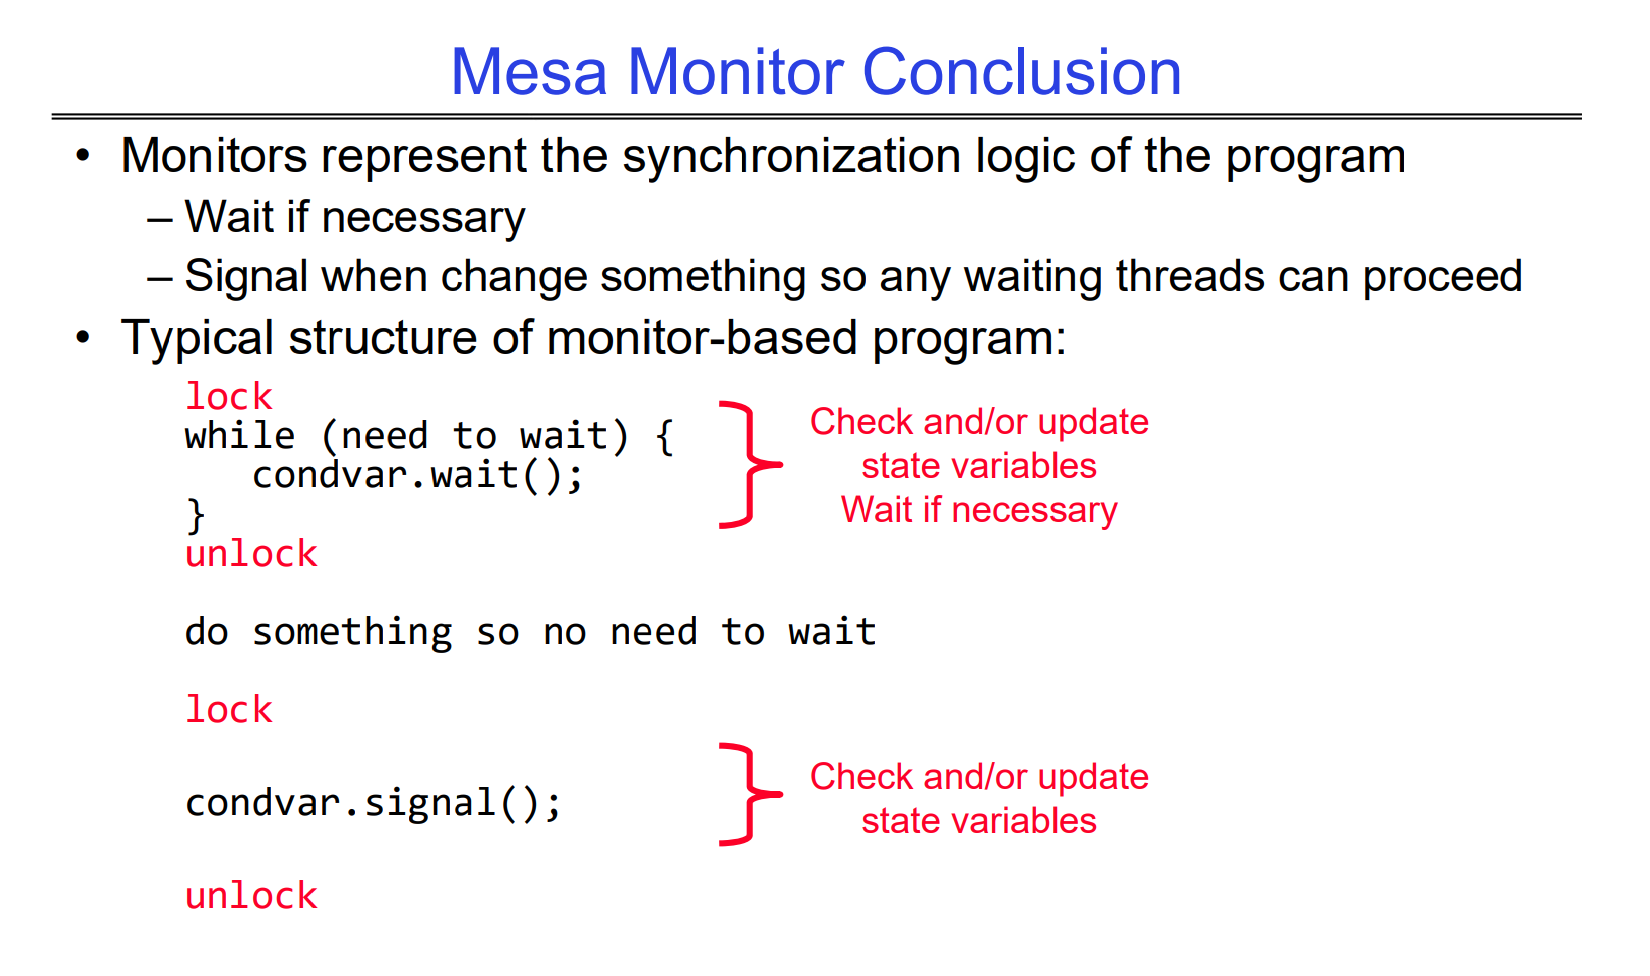 Mesa Monitor Conclusion
• Monitors represent the synchronization logic of the program
– Wait if necessary
– Signal when change something so any waiting threads can proceed
• Typical structure of monitor-based program:
lock
while (need to wait) {
condvar.wait();
}
unlock
Check and/or update
state variables
Wait if necessary
do something so no need to wait
lock
condvar.signal();
Check and/or update
state variables
unlock